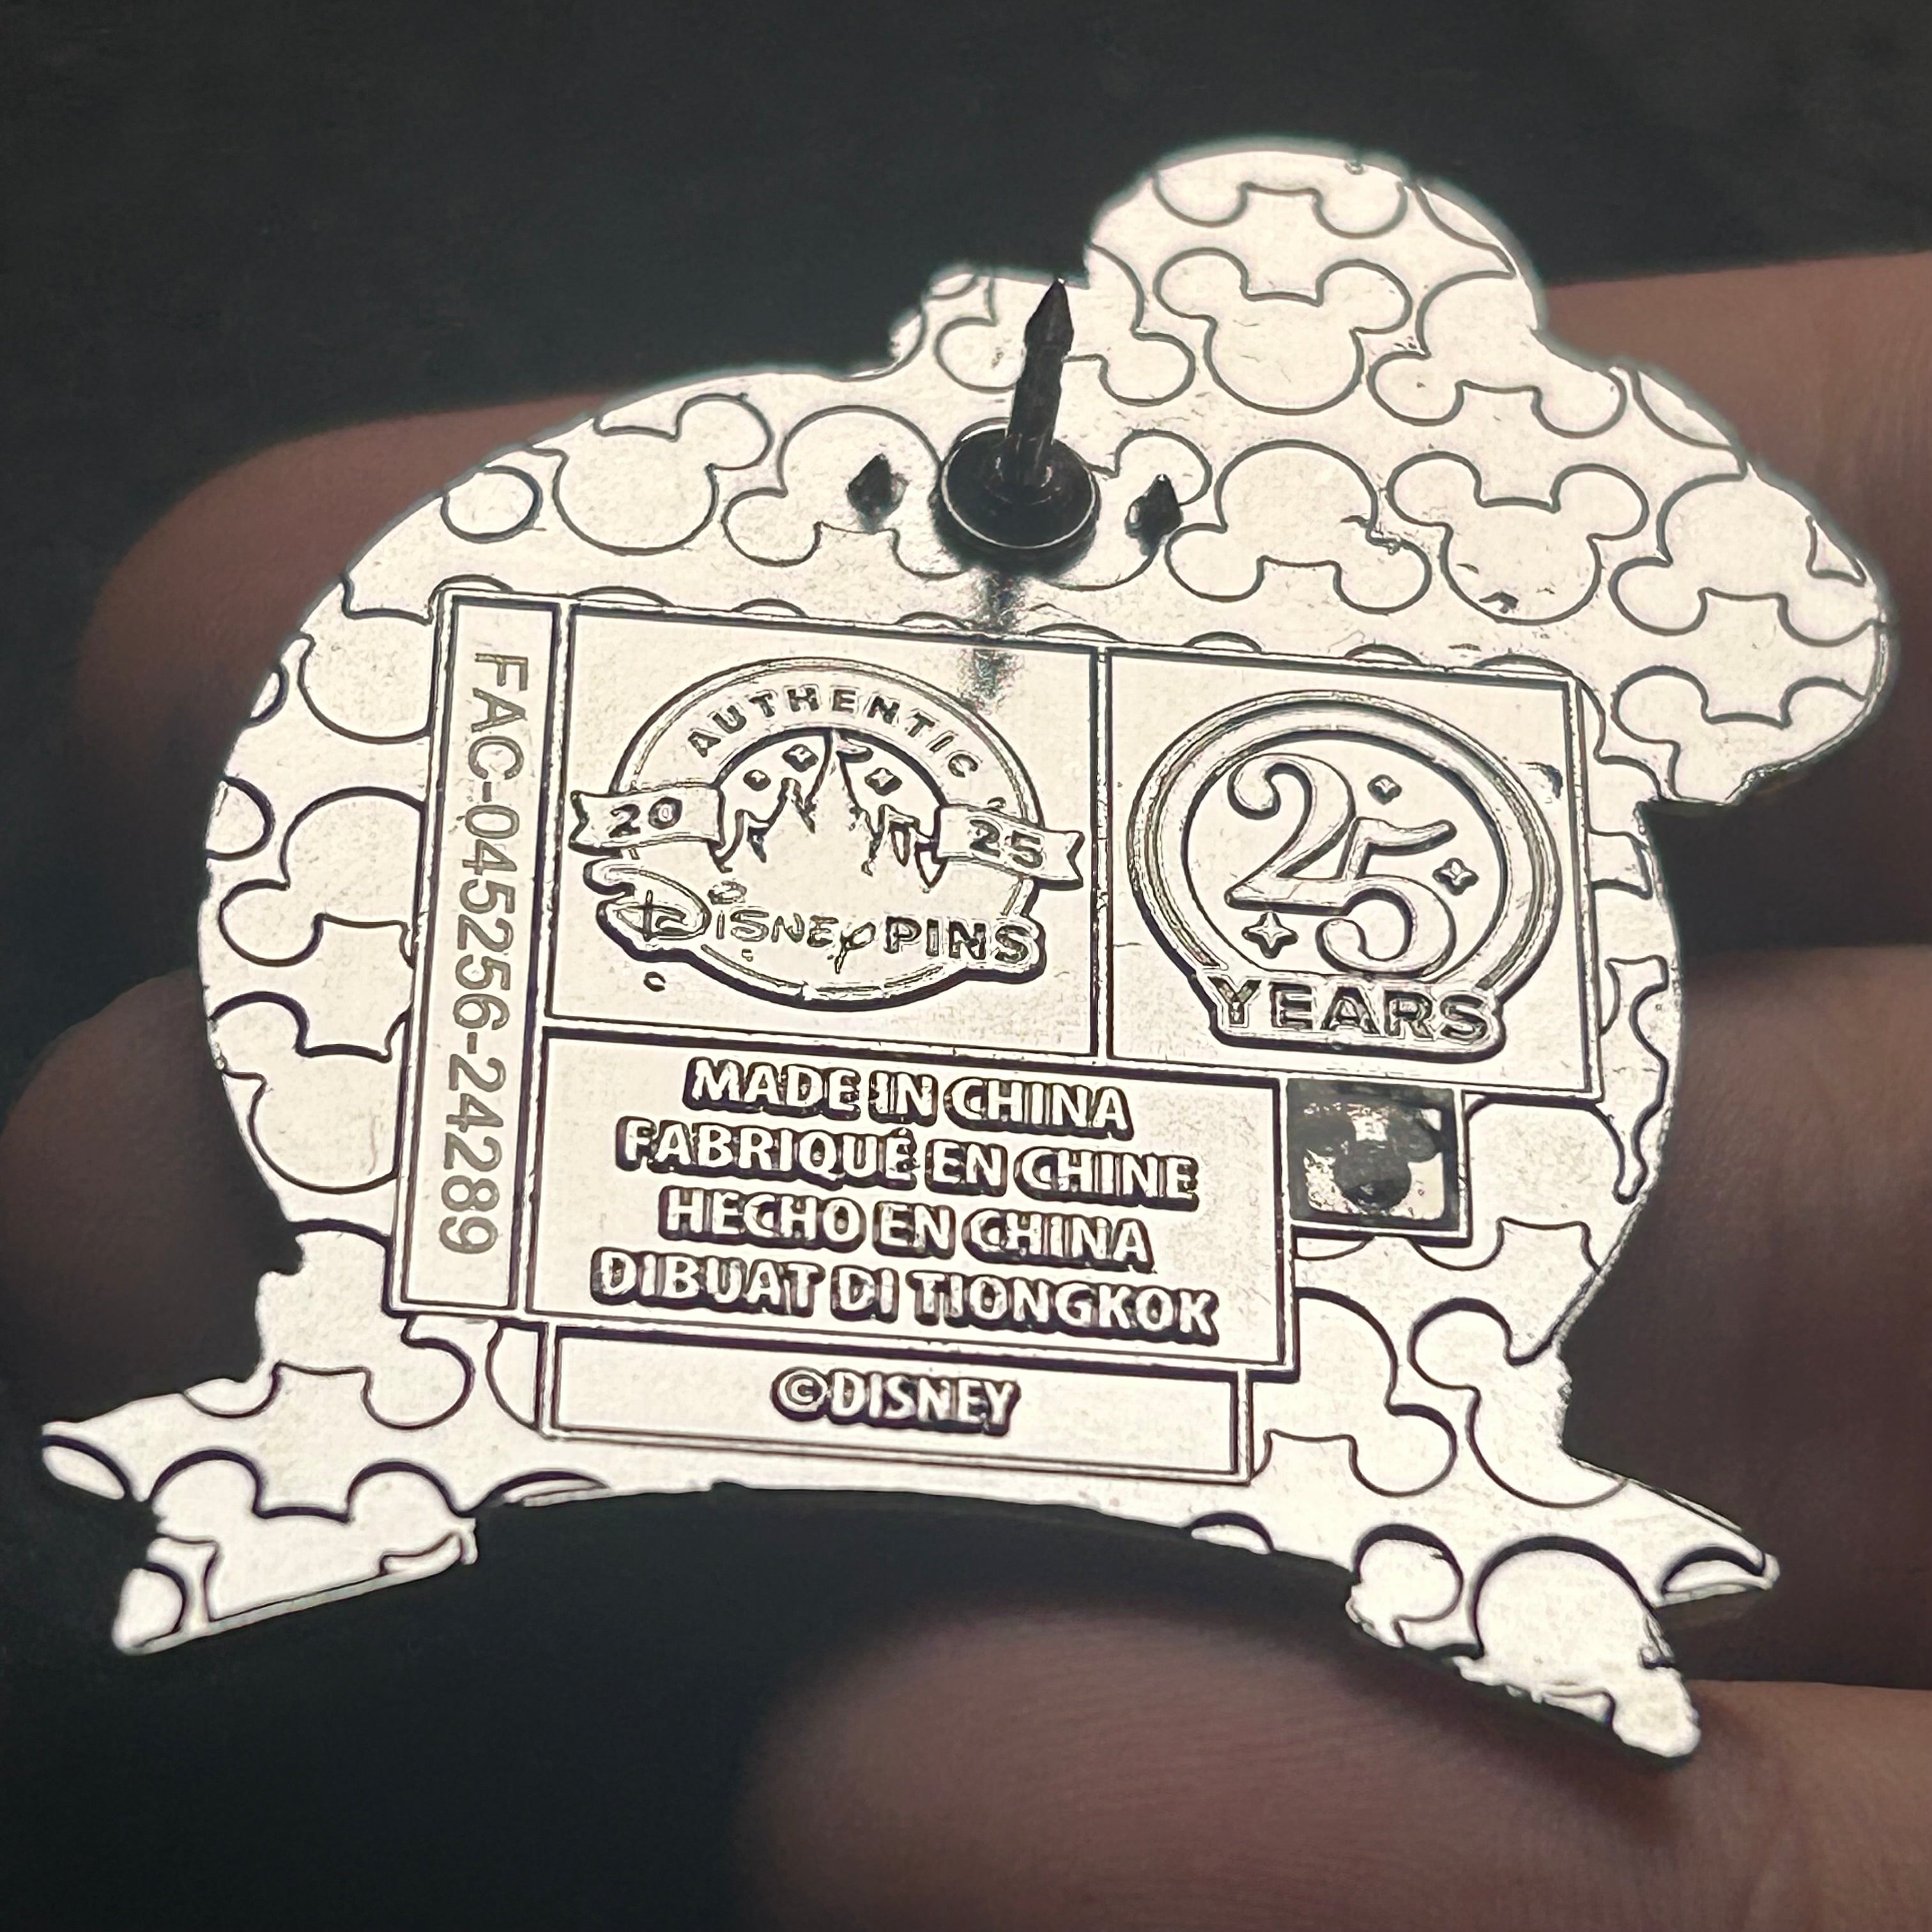 FAC-045256-24289
AUTHENTIC
20 25
Disney PINS
25
YEARS
MADE IN CHINA
FABRIQUÉ EN CHINE
HECHO EN CHINA
DIBUAT DI TIONGKOK
©DISNEY